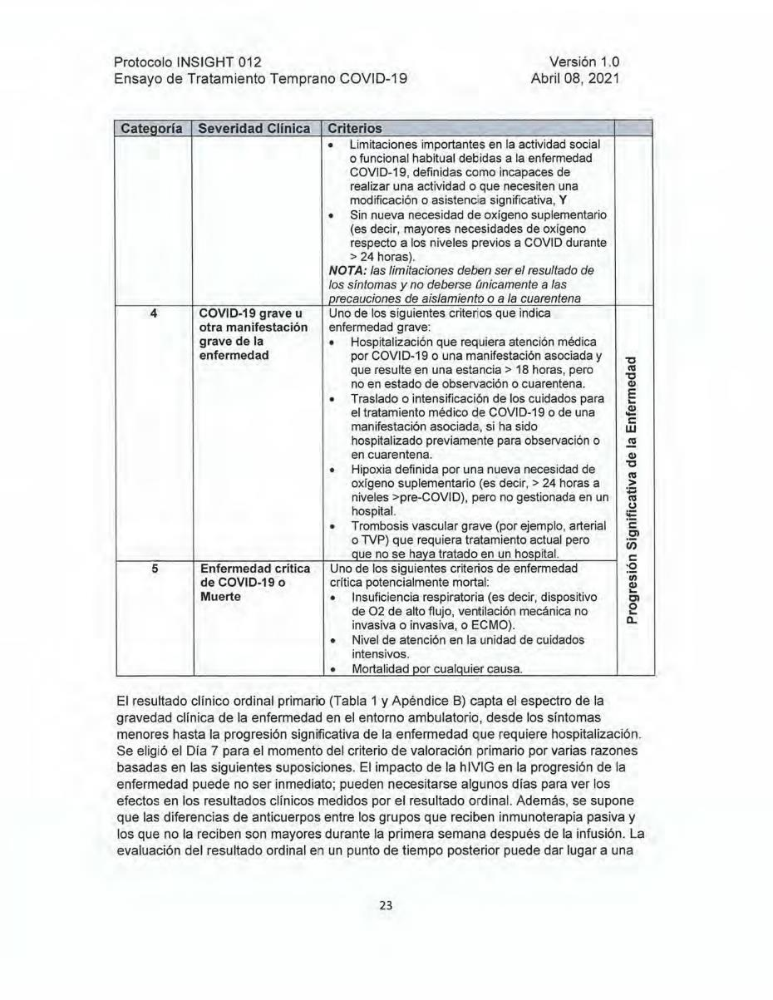 Protocolo INSIGHT 012 Versión 1.0
Ensayo de Tratamiento Temprano COVID-19 Abril 08, 2021
Categoría Severidad Clínica Criterios
• Limitaciones importantes en la actividad social
o funcional habitual debidas a la enfermedad
COVID-19, definidas como incapaces de
realizar una actividad o que necesiten una
modificación o asistencia significativa, Y
• Sin nueva necesidad de oxígeno suplementario
(es decir, mayores necesidades de oxígeno
respecto a los niveles previos a COVID durante
> 24 horas).
NOTA: las limitaciones deben ser el resultado de
los síntomas y no deberse únicamente a las
precauciones de aislamiento o a la cuarentena
4 COVID-19 grave u
otra manifestación
grave de la
enfermedad
Uno de los siguientes criterios que indica
enfermedad grave:
• Hospitalización que requiera atención médica
por COVID-19 o una manifestación asociada y
que resulte en una estancia > 18 horas, pero
no en estado de observación o cuarentena.
• Traslado o intensificación de los cuidados para
el tratamiento médico de COVID-19 o de una
manifestación asociada, si ha sido
hospitalizado previamente para observación o
en cuarentena.
• Hipoxia definida por una nueva necesidad de
oxígeno suplementario (es decir, > 24 horas a
niveles >pre-COVID), pero no gestionada en un
hospital.
• Trombosis vascular grave (por ejemplo, arterial
o TVP) que requiera tratamiento actual pero
que no se haya tratado en un hospital.
5 Enfermedad crítica
de COVID-19 o
Muerte
Uno de los siguientes criterios de enfermedad
crítica potencialmente mortal:
• Insuficiencia respiratoria (es decir, dispositivo
de O2 de alto flujo, ventilación mecánica no
invasiva o invasiva, o ECMO).
• Nivel de atención en la unidad de cuidados
intensivos.
• Mortalidad por cualquier causa.
Progresión Significativa de la Enfermedad
El resultado clínico ordinal primario (Tabla 1 y Apéndice B) capta el espectro de la
gravedad clínica de la enfermedad en el entorno ambulatorio, desde los síntomas
menores hasta la progresión significativa de la enfermedad que requiere hospitalización.
Se eligió el Día 7 para el momento del criterio de valoración primario por varias razones
basadas en las siguientes suposiciones. El impacto de la hIVIG en la progresión de la
enfermedad puede no ser inmediato; pueden necesitarse algunos días para ver los
efectos en los resultados clínicos medidos por el resultado ordinal. Además, se supone
que las diferencias de anticuerpos entre los grupos que reciben inmunoterapia pasiva y
los que no la reciben son mayores durante la primera semana después de la infusión. La
evaluación del resultado ordinal en un punto de tiempo posterior puede dar lugar a una
23